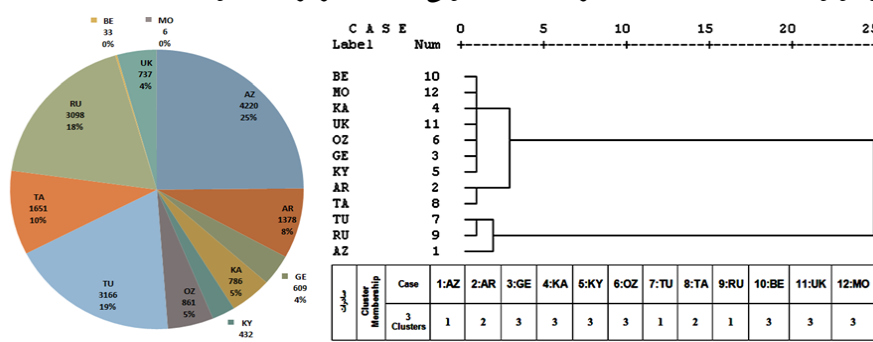 BE
33
0%
MO
6
0%
UK
737
4%
AZ
4220
25%
RU
3098
18%
TA
1651
10%
AR
1378
8%
GE
609
4%
KA
786
5%
TU
3166
19%
OZ
861
5%
KY
432
C A S E 0 5 10 15 20 25
Label Num
BE 10
MO 12
KA 4
UK 11
OZ 6
GE 3
KY 5
AR 2
TA 8
TU 7
RU 9
AZ 1
صادرات
Cluster Membership
Case 1:AZ 2:AR 3:GE 4:KA 5:KY 6:OZ 7:TU 8:TA 9:RU 10:BE 11:UK 12:MO
3 Clusters 1 2 3 3 3 3 1 2 1 3 3 3